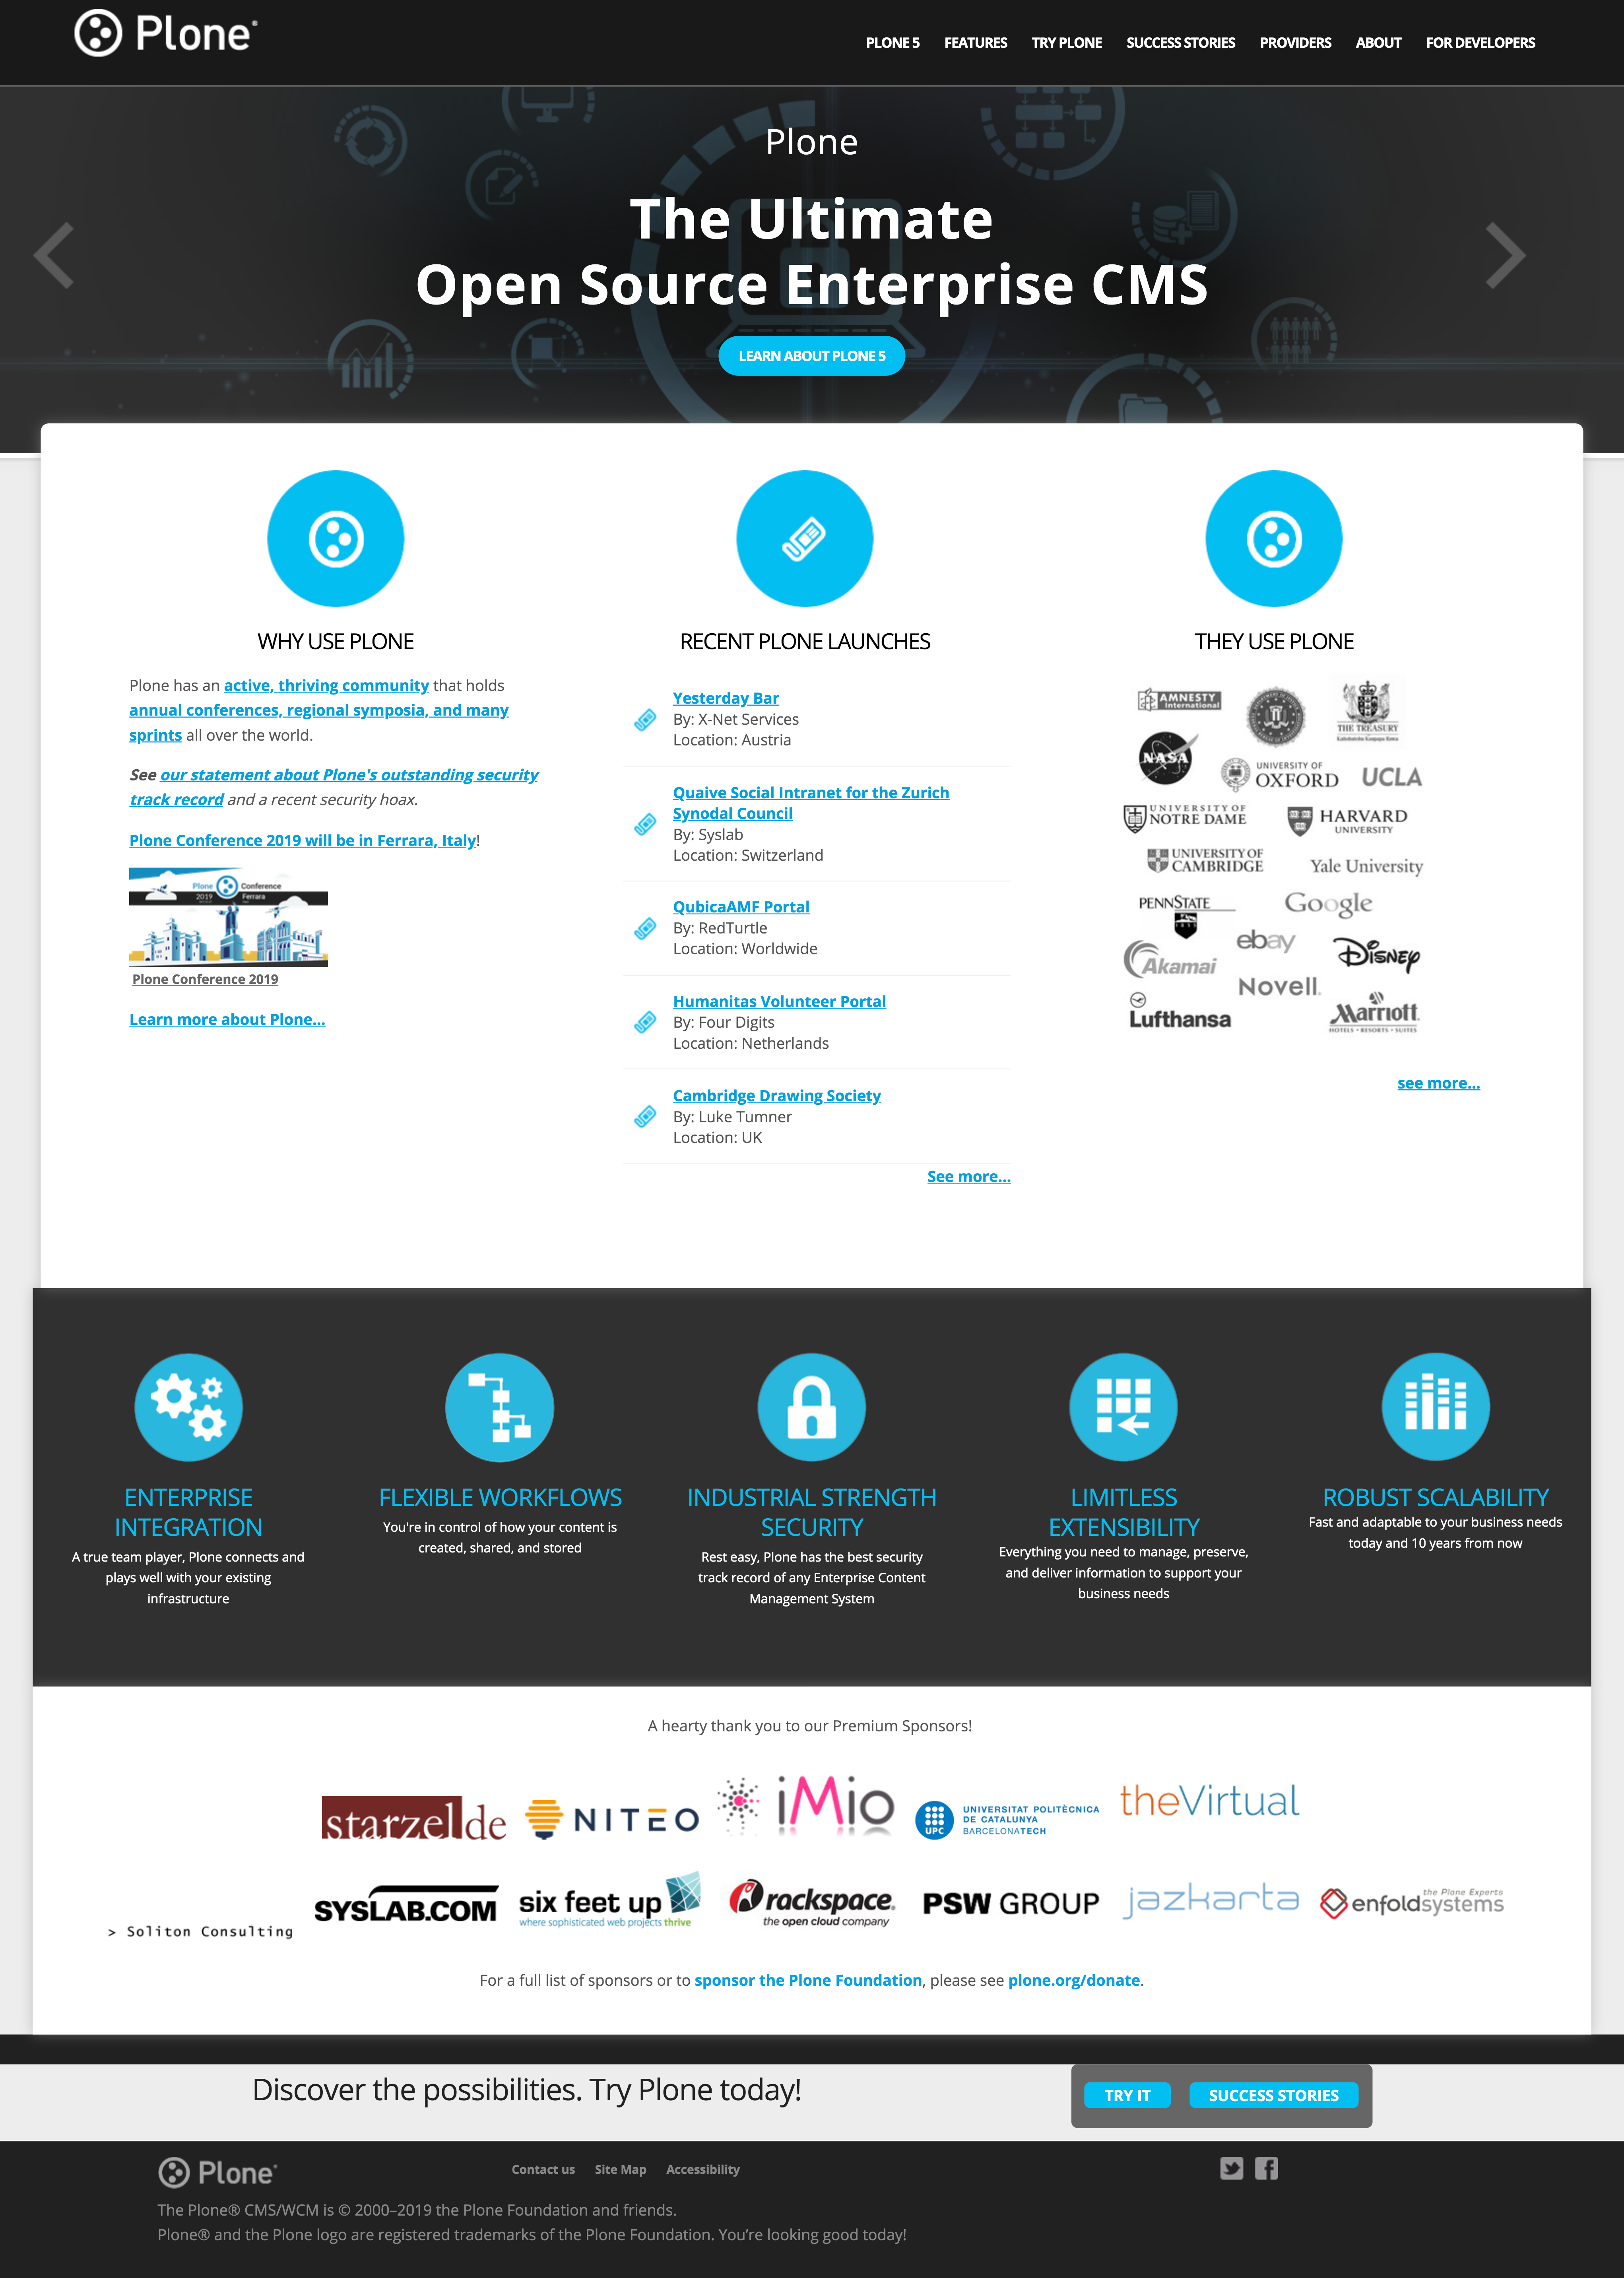 Plone®
PLONE 5
FEATURES
TRY PLONE
SUCCESS STORIES
PROVIDERS
ABOUT
FOR DEVELOPERS
Plone
The Ultimate
Open Source Enterprise CMS
LEARN ABOUT PLONE 5
WHY USE PLONE
Plone has an active, thriving community that holds
annual conferences, regional symposia, and many
sprints all over the world.
See our statement about Plone's outstanding security
track record and a recent security hoax.
Plone Conference 2019 will be in Ferrara, Italy!
Plone Conference
2019 Ferrara
Plone Conference 2019
Learn more about Plone...
RECENT PLONE LAUNCHES
Yesterday Bar
By: X-Net Services
Location: Austria
Quaive Social Intranet for the Zurich
Synodal Council
By: Syslab
Location: Switzerland
QubicaAMF Portal
By: RedTurtle
Location: Worldwide
Humanitas Volunteer Portal
By: Four Digits
Location: Netherlands
Cambridge Drawing Society
By: Luke Tumner
Location: UK
See more...
THEY USE PLONE
AMNESTY
International
THE TREASURY
NASA
UNIVERSITY OF
OXFORD
UCLA
UNIVERSITY OF
NOTRE DAME
HARVARD
UNIVERSITY
UNIVERSITY OF
CAMBRIDGE
Yale University
PENNSTATE
Google
ebay
Akamai
Disney
Novell.
Lufthansa
Marriott
HOTELS • RESORTS • SUITES
see more...
ENTERPRISE
INTEGRATION
A true team player, Plone connects and
plays well with your existing
infrastructure
FLEXIBLE WORKFLOWS
You're in control of how your content is
created, shared, and stored
INDUSTRIAL STRENGTH
SECURITY
Rest easy, Plone has the best security
track record of any Enterprise Content
Management System
LIMITLESS
EXTENSIBILITY
Everything you need to manage, preserve,
and deliver information to support your
business needs
ROBUST SCALABILITY
Fast and adaptable to your business needs
today and 10 years from now
A hearty thank you to our Premium Sponsors!
starzel.de
NITEO
iMio
UPC
UNIVERSITAT POLITÈCNICA
DE CATALUNYA
BARCELONATECH
theVirtual
> Soliton Consulting
SYSLAB.COM
six feet up
where sophisticated web projects thrive
rackspace.
the open cloud company
PSW GROUP
jazkarta
the Plone Experts
enfoldsystems
For a full list of sponsors or to sponsor the Plone Foundation, please see plone.org/donate.
Discover the possibilities. Try Plone today!
TRY IT
SUCCESS STORIES
Plone®
Contact us
Site Map
Accessibility
The Plone® CMS/WCM is © 2000–2019 the Plone Foundation and friends.
Plone® and the Plone logo are registered trademarks of the Plone Foundation. You’re looking good today!